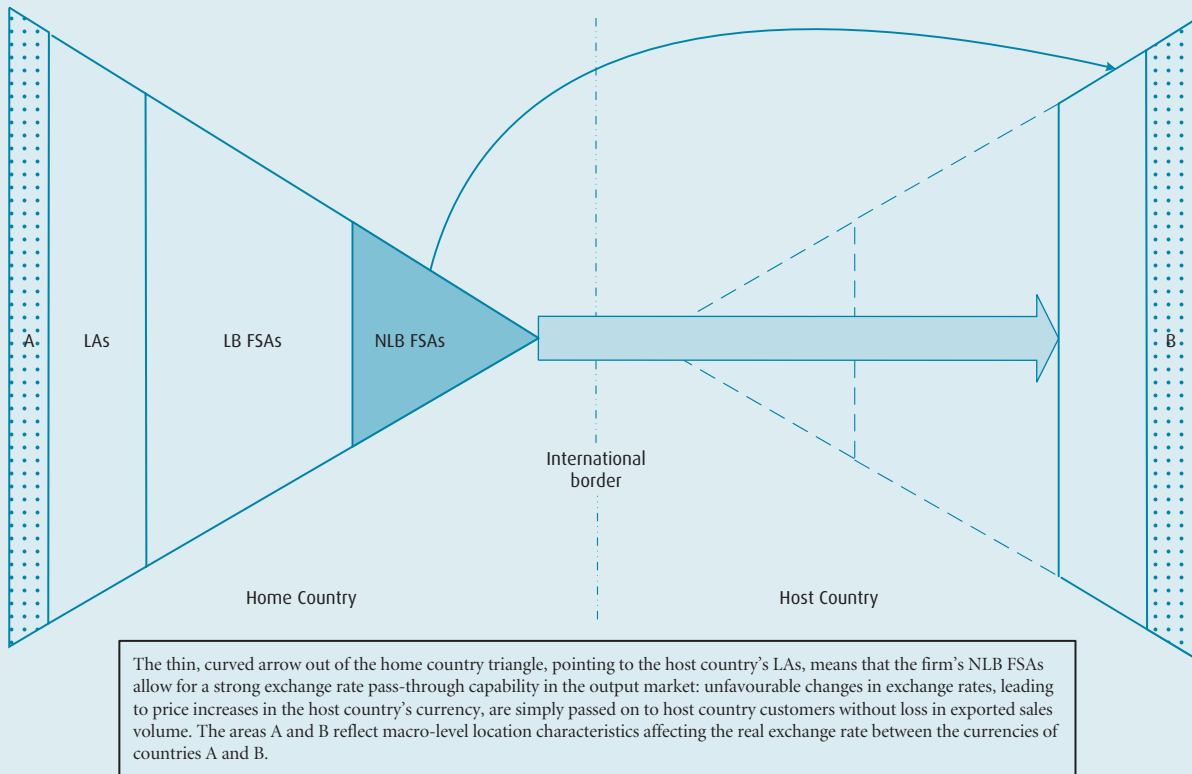 A
LAs
LB FSAs
NLB FSAs
B
International
border
Home Country
Host Country
The thin, curved arrow out of the home country triangle, pointing to the host country’s LAs, means that the firm’s NLB FSAs
allow for a strong exchange rate pass-through capability in the output market: unfavourable changes in exchange rates, leading
to price increases in the host country’s currency, are simply passed on to host country customers without loss in exported sales
volume. The areas A and B reflect macro-level location characteristics affecting the real exchange rate between the currencies of
countries A and B.